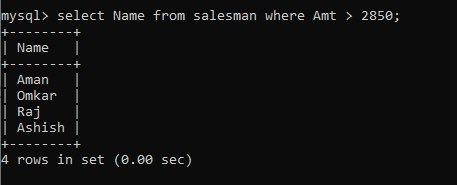 mysql> select Name from salesman where Amt > 2850;
+--------+
| Name   |
+--------+
| Aman   |
| Omkar  |
| Raj    |
| Ashish |
+--------+
4 rows in set (0.00 sec)